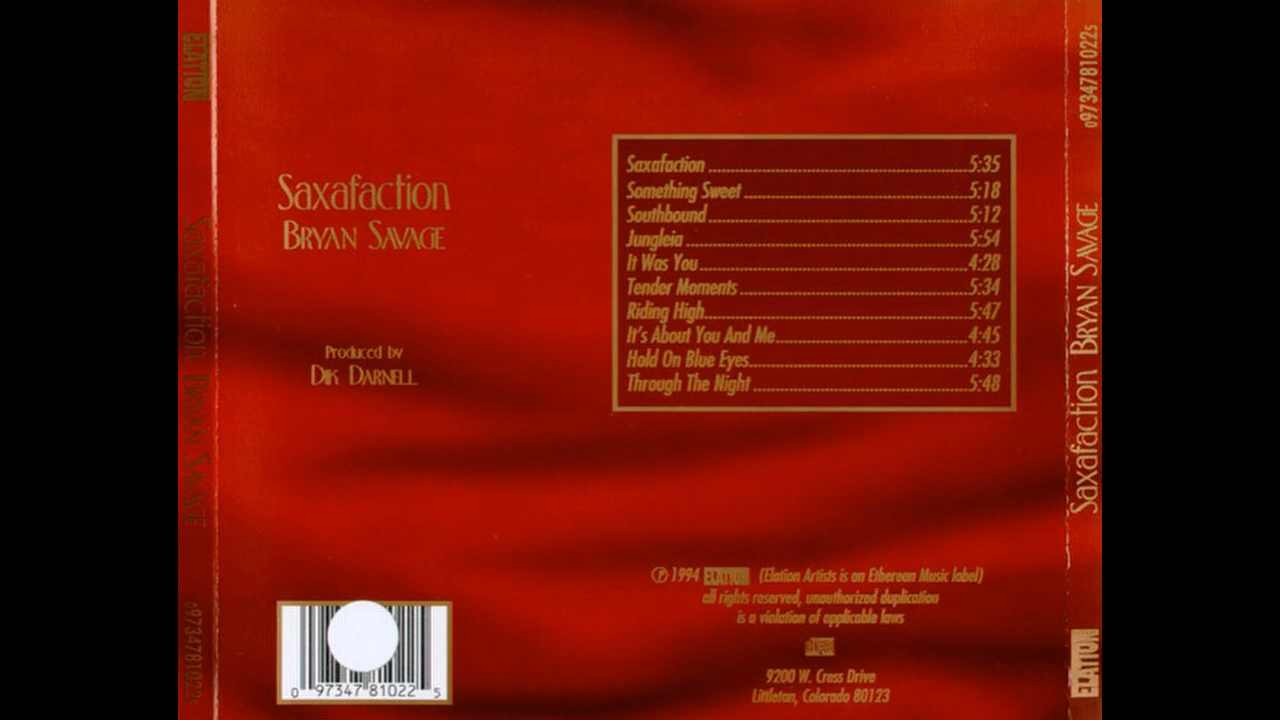 ELATION
Saxafaction BRYAN SAVAGE
097347810225
Saxafaction
BRYAN SAVAGE
Produced by
DIK DARNELL
Saxafaction 5:35
Something Sweet 5:18
Southbound 5:12
Jungleia 5:54
It Was You 4:28
Tender Moments 5:34
Riding High 5:47
It's About You And Me 4:45
Hold On Blue Eyes 4:33
Through The Night 5:48
℗ 1994 ELATION (Elation Artists is an Etherean Music label)
all rights reserved, unauthorized duplication
is a violation of applicable laws
9200 W. Cross Drive
Littleton, Colorado 80123
0 97347 81022 5
097347810225
Saxafaction BRYAN SAVAGE
ELATION